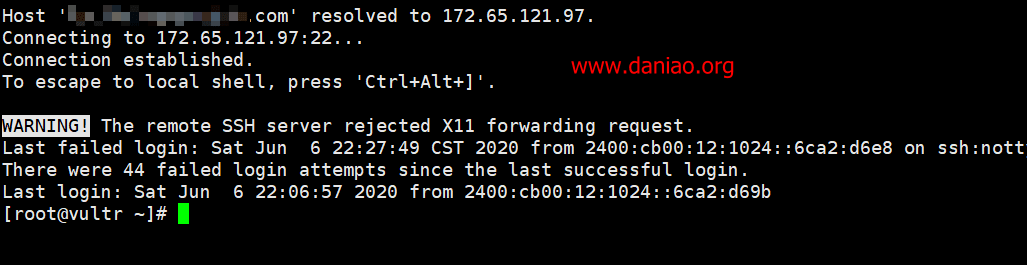 Host ' .com' resolved to 172.65.121.97.
Connecting to 172.65.121.97:22...
Connection established.
To escape to local shell, press 'Ctrl+Alt+]'.
www.daniao.org
WARNING! The remote SSH server rejected X11 forwarding request.
Last failed login: Sat Jun  6 22:27:49 CST 2020 from 2400:cb00:12:1024::6ca2:d6e8 on ssh:nott
There were 44 failed login attempts since the last successful login.
Last login: Sat Jun  6 22:06:57 2020 from 2400:cb00:12:1024::6ca2:d69b
[root@vultr ~]#